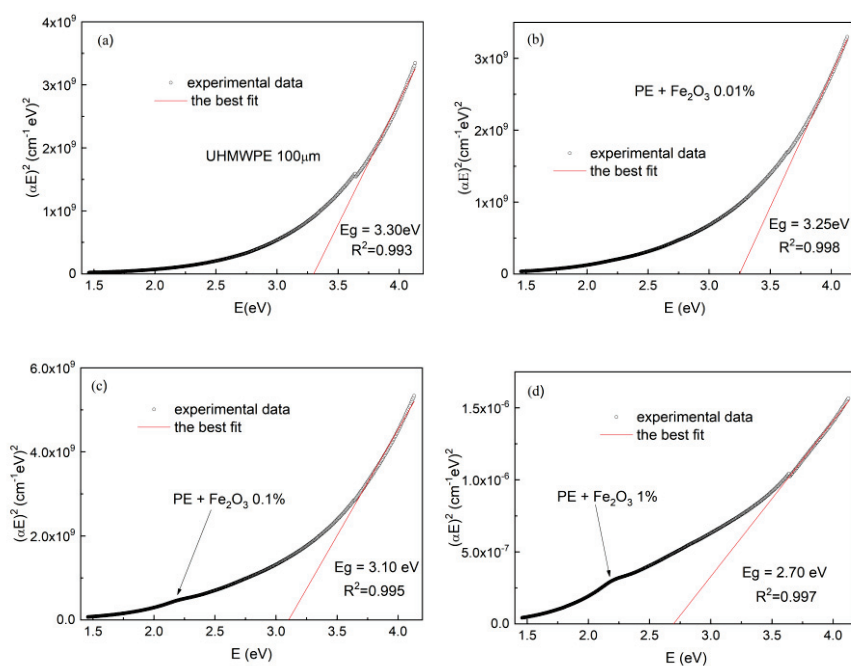 (a)
4x10⁹
3x10⁹
2x10⁹
1x10⁹
0
(αE)² (cm⁻¹ eV)²
experimental data
the best fit
UHMWPE 100μm
Eg = 3.30eV
R²=0.993
1.5 2.0 2.5 3.0 3.5 4.0
E(eV)
(b)
3x10⁹
2x10⁹
1x10⁹
0
(αE)²(cm⁻¹eV)²
PE + Fe₂O₃ 0.01%
experimental data
the best fit
Eg = 3.25eV
R²=0.998
1.5 2.0 2.5 3.0 3.5 4.0
E (eV)
(c)
6.0x10⁹
4.0x10⁹
2.0x10⁹
0.0
(αE)² (cm⁻¹eV)²
experimental data
the best fit
PE + Fe₂O₃ 0.1%
Eg = 3.10 eV
R²=0.995
1.5 2.0 2.5 3.0 3.5 4.0
E (eV)
(d)
1.5x10⁻⁶
1.0x10⁻⁶
5.0x10⁻⁷
0.0
(αE)² (cm⁻¹eV)²
experimental data
the best fit
PE + Fe₂O₃ 1%
Eg = 2.70 eV
R²=0.997
1.5 2.0 2.5 3.0 3.5 4.0
E (eV)